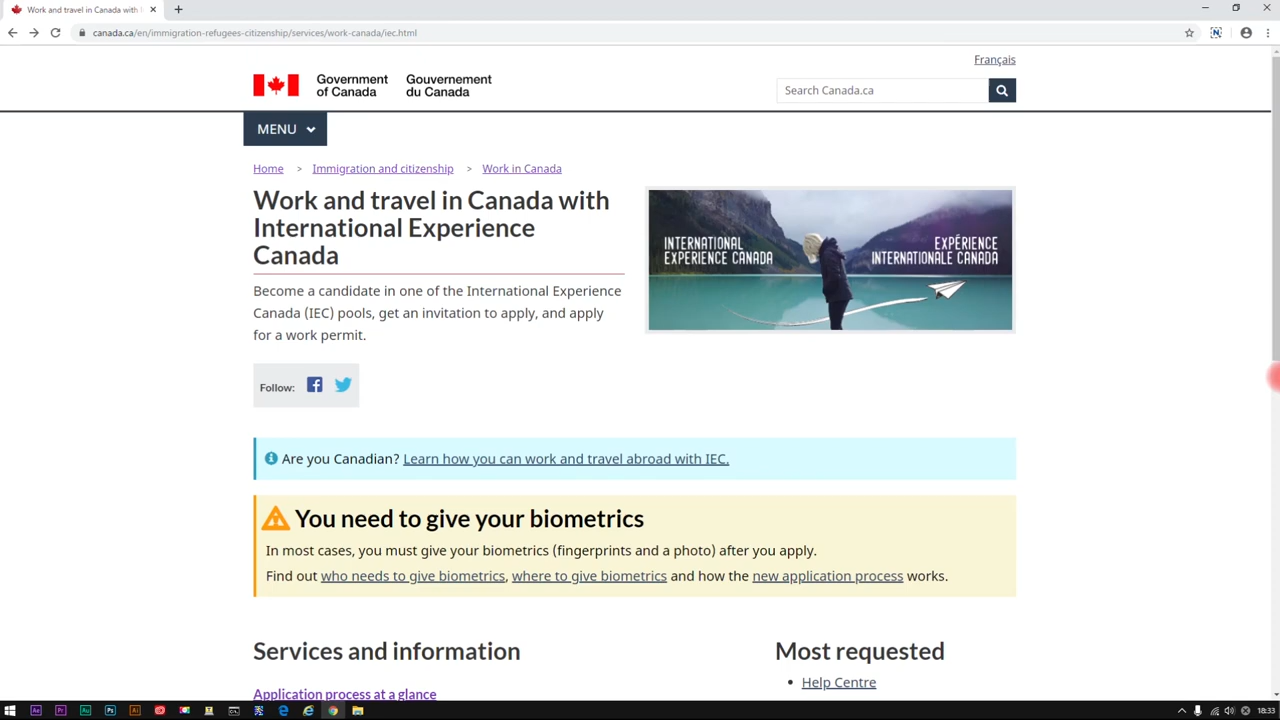 Work and travel in Canada with
canada.ca/en/immigration-refugees-citizenship/services/work-canada/iec.html
Français
Government of Canada
Gouvernement du Canada
Search Canada.ca
MENU
Home > Immigration and citizenship > Work in Canada
Work and travel in Canada with
International Experience
Canada
INTERNATIONAL
EXPERIENCE CANADA
EXPÉRIENCE
INTERNATIONALE CANADA
Become a candidate in one of the International Experience
Canada (IEC) pools, get an invitation to apply, and apply
for a work permit.
Follow:
Are you Canadian? Learn how you can work and travel abroad with IEC.
You need to give your biometrics
In most cases, you must give your biometrics (fingerprints and a photo) after you apply.
Find out who needs to give biometrics, where to give biometrics and how the new application process works.
Services and information
Application process at a glance
Most requested
• Help Centre
Ae Pr Au Ps Ai
18:33